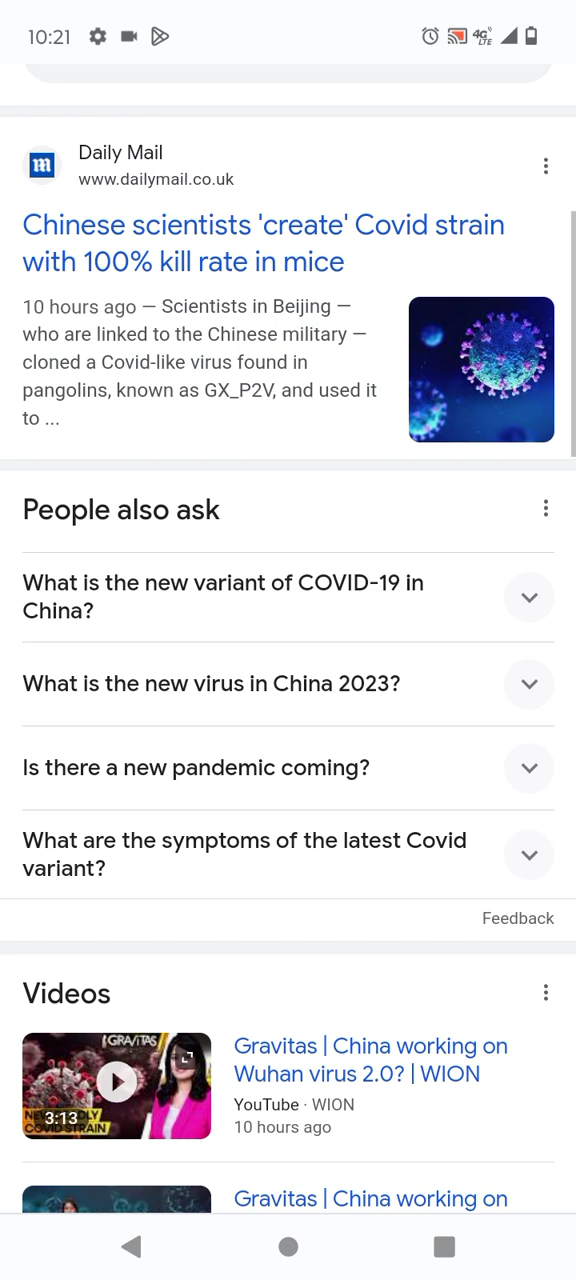 10:21
4G
LTE
m
Daily Mail
www.dailymail.co.uk
Chinese scientists 'create' Covid strain
with 100% kill rate in mice
10 hours ago — Scientists in Beijing —
who are linked to the Chinese military —
cloned a Covid-like virus found in
pangolins, known as GX_P2V, and used it
to ...
People also ask
What is the new variant of COVID-19 in
China?
What is the new virus in China 2023?
Is there a new pandemic coming?
What are the symptoms of the latest Covid
variant?
Feedback
Videos
GRAVITAS
3:13
COVID STRAIN
Gravitas | China working on
Wuhan virus 2.0? | WION
YouTube · WION
10 hours ago
Gravitas | China working on